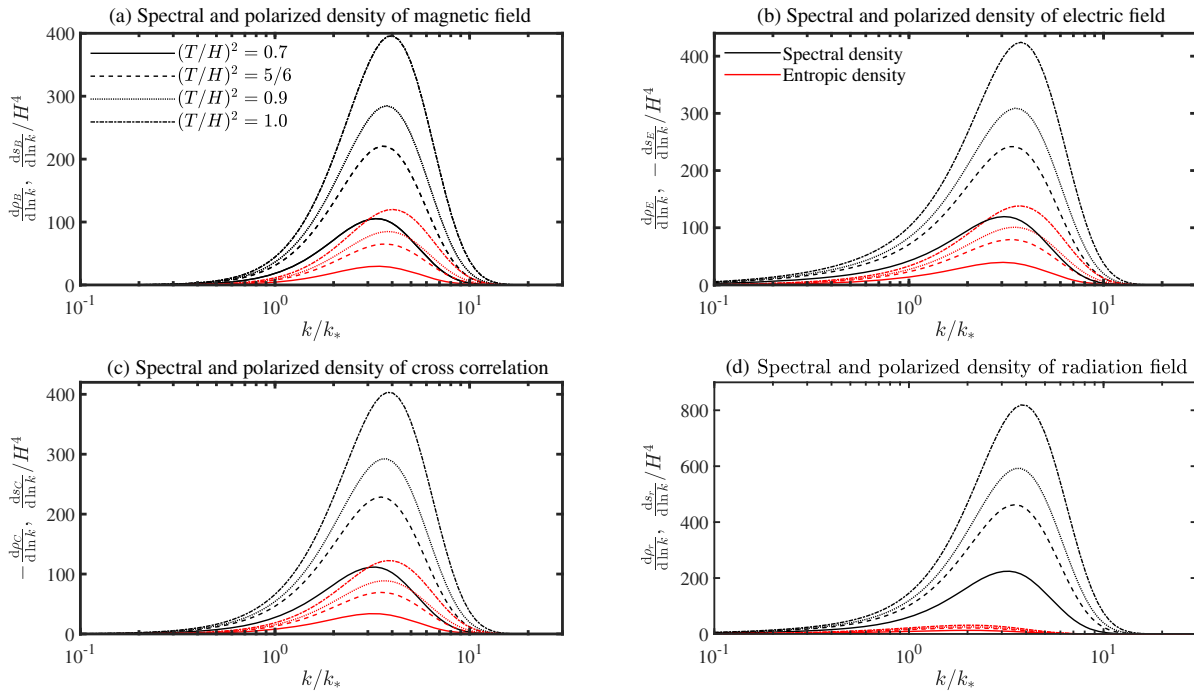 (a) Spectral and polarized density of magnetic field
400
300
200
100
0
dρ_B/d ln k, ds_B/d ln k /H^4
(T/H)^2 = 0.7
(T/H)^2 = 5/6
(T/H)^2 = 0.9
(T/H)^2 = 1.0
10^-1
10^0
10^1
k/k_*
(b) Spectral and polarized density of electric field
400
300
200
100
0
dρ_E/d ln k, − ds_E/d ln k /H^4
Spectral density
Entropic density
10^-1
10^0
10^1
k/k_*
(c) Spectral and polarized density of cross correlation
400
300
200
100
0
− dρ_C/d ln k, ds_C/d ln k /H^4
10^-1
10^0
10^1
k/k_*
(d) Spectral and polarized density of radiation field
800
600
400
200
0
dρ_r/d ln k, ds_r/d ln k /H^4
10^-1
10^0
10^1
k/k_*